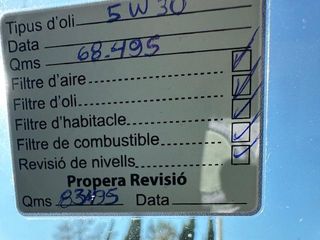 Tipus d'oli 5W30
Data
Qms 68.495
Filtre d'aire
Filtre d'oli
Filtre d'habitacle
Filtre de combustible
Revisió de nivells
Propera Revisió
Qms 83495 Data